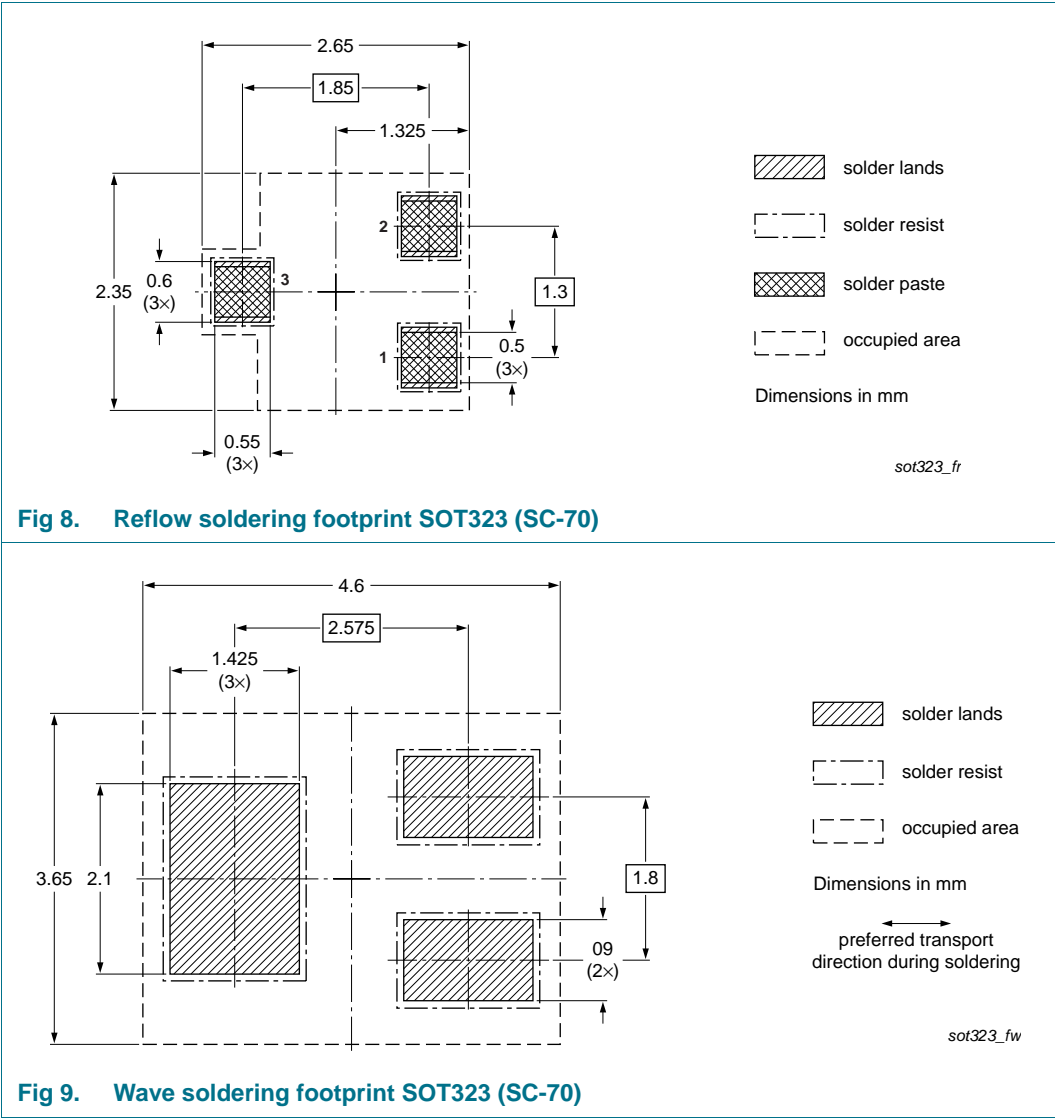 2.65
1.85
1.325
solder lands
2
solder resist
0.6
(3×)
3
2.35
1.3
solder paste
0.5
(3×)
1
occupied area
Dimensions in mm
0.55
(3×)
sot323_fr
Fig 8. Reflow soldering footprint SOT323 (SC-70)
4.6
2.575
1.425
(3×)
solder lands
solder resist
occupied area
3.65 2.1
1.8
Dimensions in mm
09
(2×)
preferred transport
direction during soldering
sot323_fw
Fig 9. Wave soldering footprint SOT323 (SC-70)